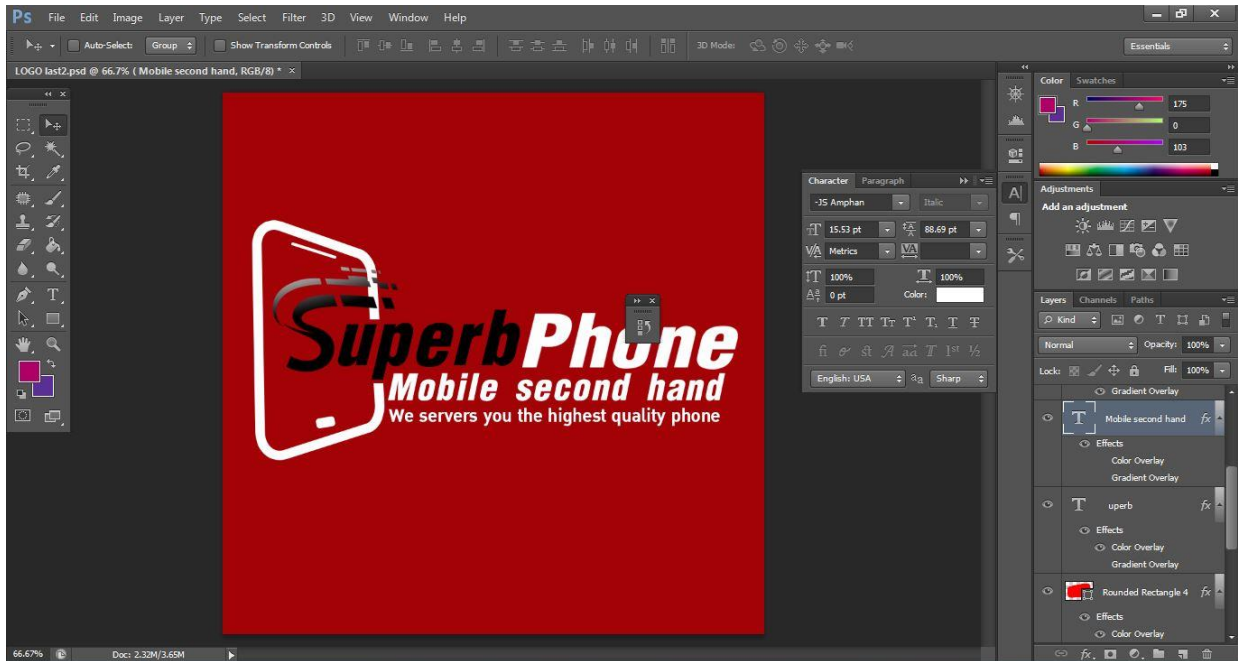 Ps File Edit Image Layer Type Select Filter 3D View Window Help
Auto-Select: Group Show Transform Controls 3D Mode: Essentials
LOGO last2.psd @ 66.7% ( Mobile second hand, RGB/8) * ×
SuperbPhone
Mobile second hand
We servers you the highest quality phone
Character Paragraph
-JS Amphan Italic
15.53 pt 88.69 pt
Metrics
100% 100%
0 pt Color:
English: USA Sharp
Color Swatches
R 175
G 0
B 103
Adjustments
Add an adjustment
Layers Channels Paths
Kind
Normal Opacity: 100%
Lock: Fill: 100%
Gradient Overlay
Mobile second hand fx
Effects
Color Overlay
Gradient Overlay
uperb fx
Effects
Color Overlay
Gradient Overlay
Rounded Rectangle 4 fx
Effects
Color Overlay
66.67% Doc: 2.32M/3.65M